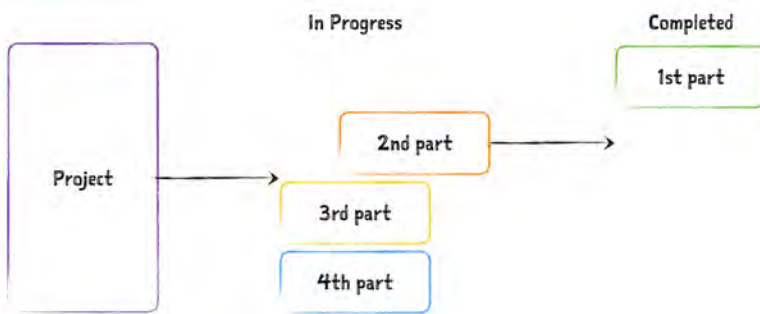 In Progress
Completed
1st part
2nd part
Project
3rd part
4th part